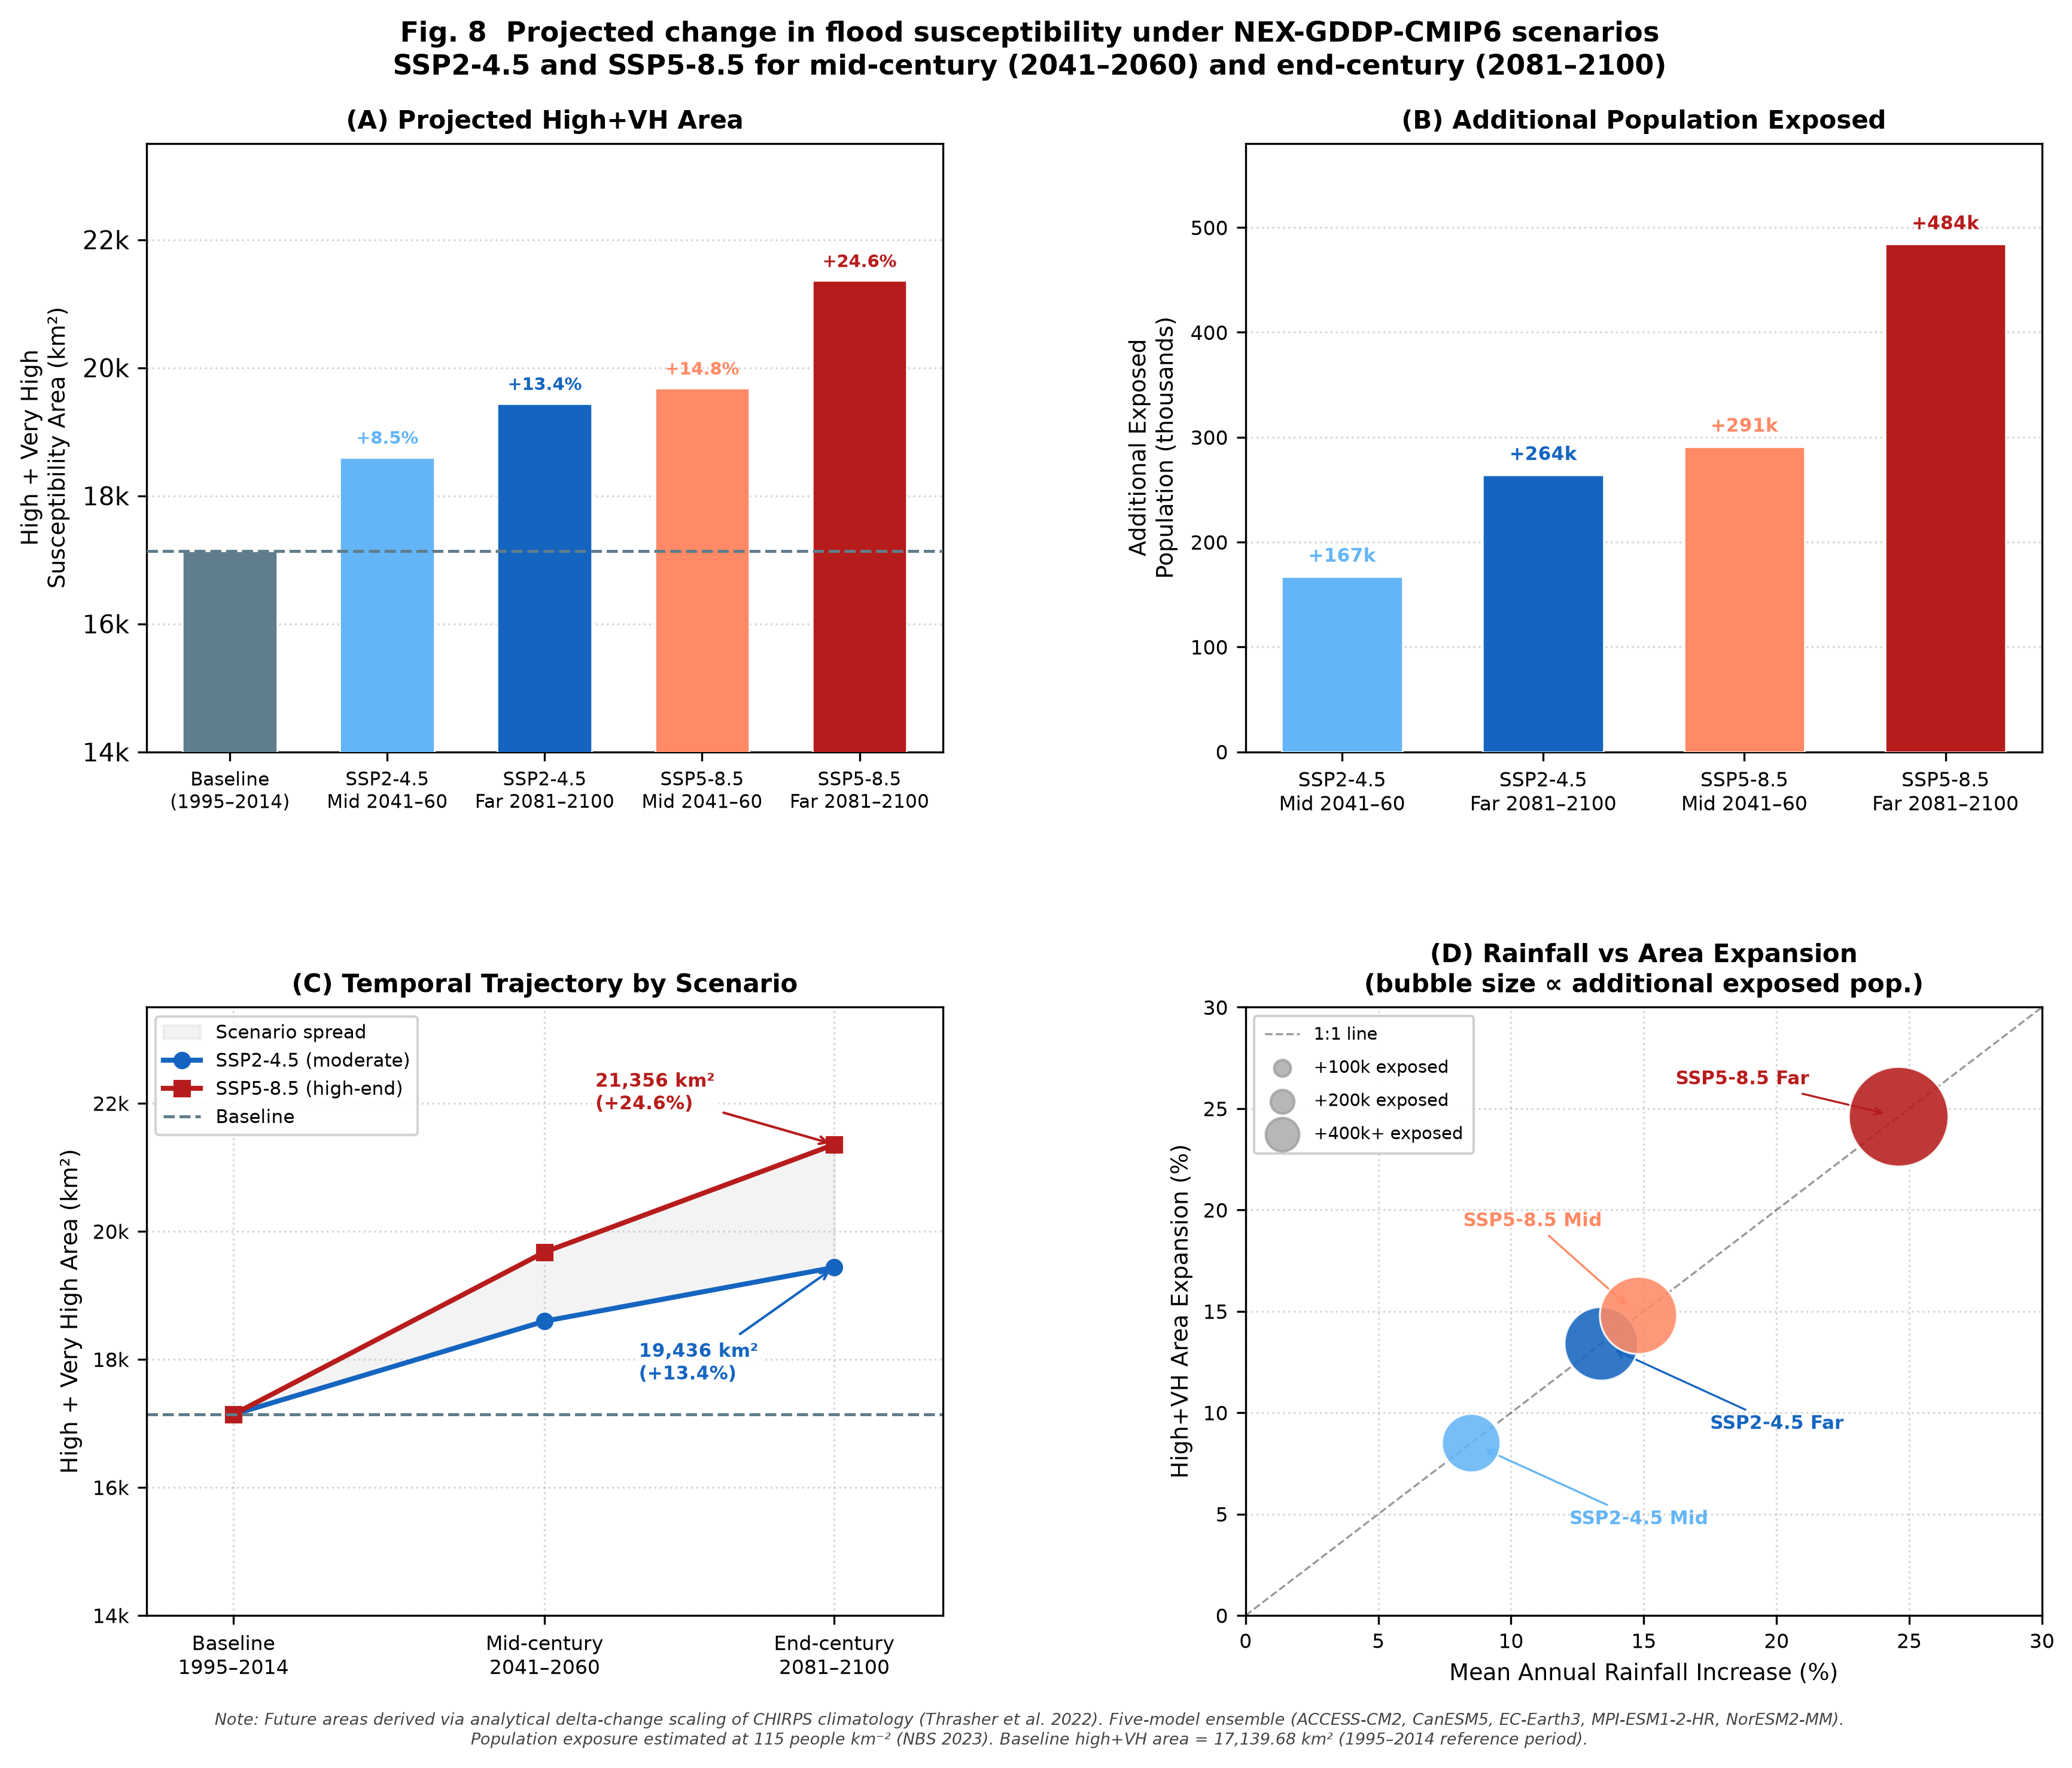 Fig. 8  Projected change in flood susceptibility under NEX-GDDP-CMIP6 scenarios
SSP2-4.5 and SSP5-8.5 for mid-century (2041–2060) and end-century (2081–2100)
(A) Projected High+VH Area
High + Very High
Susceptibility Area (km²)
22k
20k
18k
16k
14k
+8.5%
+13.4%
+14.8%
+24.6%
Baseline
(1995–2014)
SSP2-4.5
Mid 2041–60
SSP2-4.5
Far 2081–2100
SSP5-8.5
Mid 2041–60
SSP5-8.5
Far 2081–2100
(B) Additional Population Exposed
Additional Exposed
Population (thousands)
500
400
300
200
100
0
+167k
+264k
+291k
+484k
SSP2-4.5
Mid 2041–60
SSP2-4.5
Far 2081–2100
SSP5-8.5
Mid 2041–60
SSP5-8.5
Far 2081–2100
(C) Temporal Trajectory by Scenario
High + Very High Area (km²)
22k
20k
18k
16k
14k
Scenario spread
SSP2-4.5 (moderate)
SSP5-8.5 (high-end)
Baseline
21,356 km²
(+24.6%)
19,436 km²
(+13.4%)
Baseline
1995–2014
Mid-century
2041–2060
End-century
2081–2100
(D) Rainfall vs Area Expansion
(bubble size ∝ additional exposed pop.)
High+VH Area Expansion (%)
30
25
20
15
10
5
0
1:1 line
+100k exposed
+200k exposed
+400k+ exposed
SSP5-8.5 Far
SSP5-8.5 Mid
SSP2-4.5 Far
SSP2-4.5 Mid
0
5
10
15
20
25
30
Mean Annual Rainfall Increase (%)
Note: Future areas derived via analytical delta-change scaling of CHIRPS climatology (Thrasher et al. 2022). Five-model ensemble (ACCESS-CM2, CanESM5, EC-Earth3, MPI-ESM1-2-HR, NorESM2-MM).
Population exposure estimated at 115 people km⁻² (NBS 2023). Baseline high+VH area = 17,139.68 km² (1995–2014 reference period).